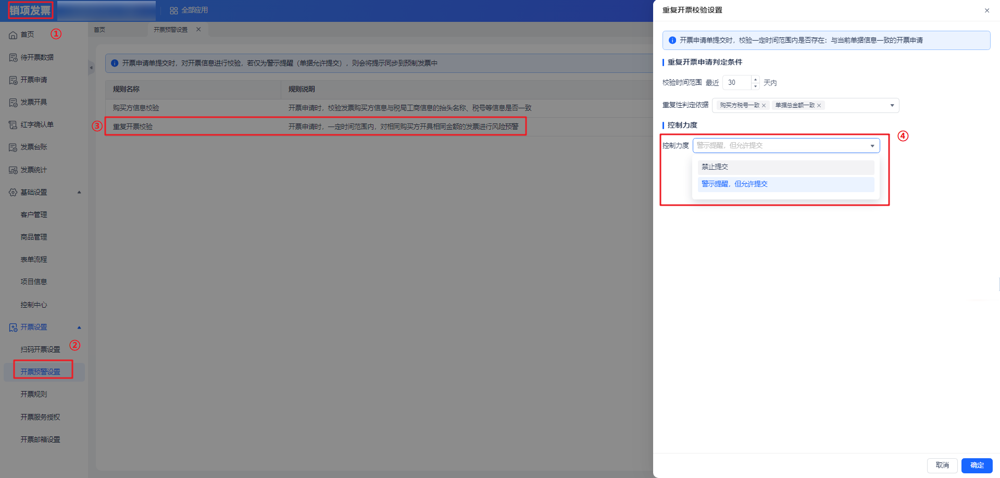 销项发票
全部应用
首页
①
待开票数据
开票申请
发票开具
红字确认单
发票台账
发票统计
基础设置
客户管理
商品管理
表单流程
项目信息
控制中心
开票设置
扫码开票设置
②
开票预警设置
开票规则
开票服务授权
开票邮箱设置
首页
开票预警设置
开票申请单提交时，对开票信息进行校验，若仅为警示提醒（单据允许提交），则会将提示同步到预制发票中
规则名称
规则说明
购买方信息校验
开票申请时，校验发票购买方信息与税局工商信息的抬头名称、税号等信息是否一致
③
重复开票校验
开票申请时，一定时间范围内，对相同购买方开具相同金额的发票进行风险预警
重复开票校验设置
开票申请单提交时，校验一定时间范围内是否存在：与当前单据信息一致的开票申请
重复开票申请判定条件
校验时间范围 最近 30 天内
重复性判定依据 购买方税号一致 单据总金额一致
控制力度
④
控制力度 警示提醒，但允许提交
禁止提交
警示提醒，但允许提交
取消
确定